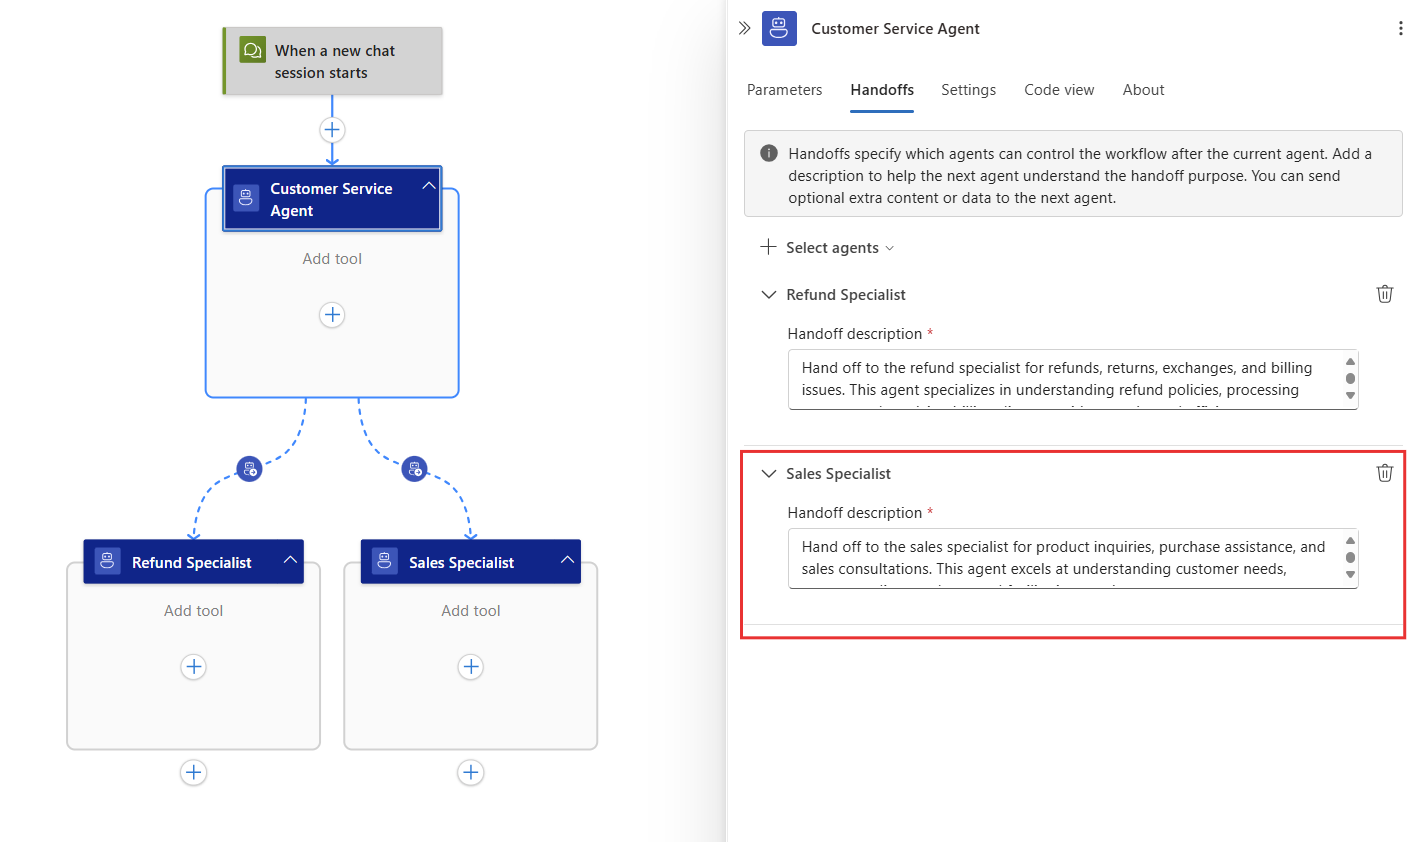 When a new chat
session starts
Customer Service
Agent
Add tool
Refund Specialist
Add tool
Sales Specialist
Add tool
Customer Service Agent
Parameters
Handoffs
Settings
Code view
About
Handoffs specify which agents can control the workflow after the current agent. Add a
description to help the next agent understand the handoff purpose. You can send
optional extra content or data to the next agent.
Select agents
Refund Specialist
Handoff description *
Hand off to the refund specialist for refunds, returns, exchanges, and billing
issues. This agent specializes in understanding refund policies, processing
Sales Specialist
Handoff description *
Hand off to the sales specialist for product inquiries, purchase assistance, and
sales consultations. This agent excels at understanding customer needs,